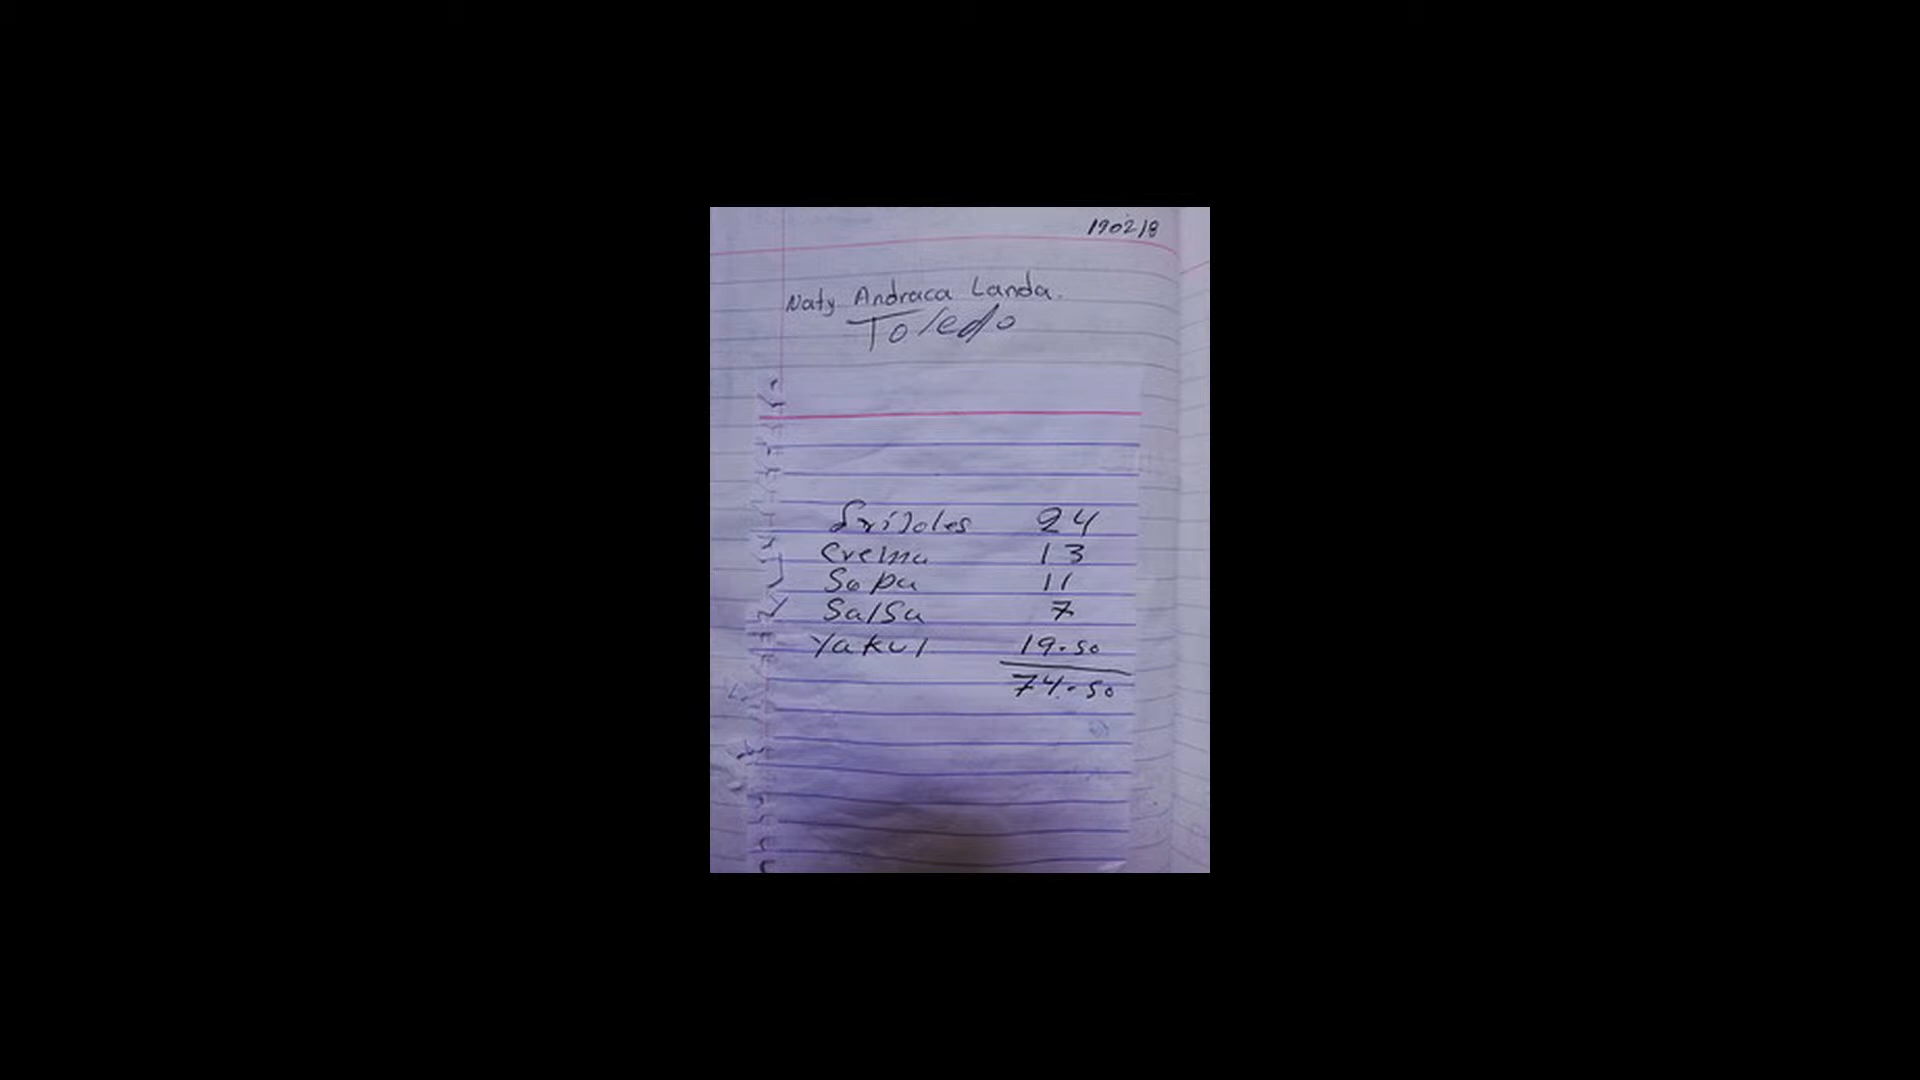 190218
Naty Andraca Landa.
Toledo
frijoles 24
crema 13
Sopa 11
Salsa 7
Yakul 19.50
74.50